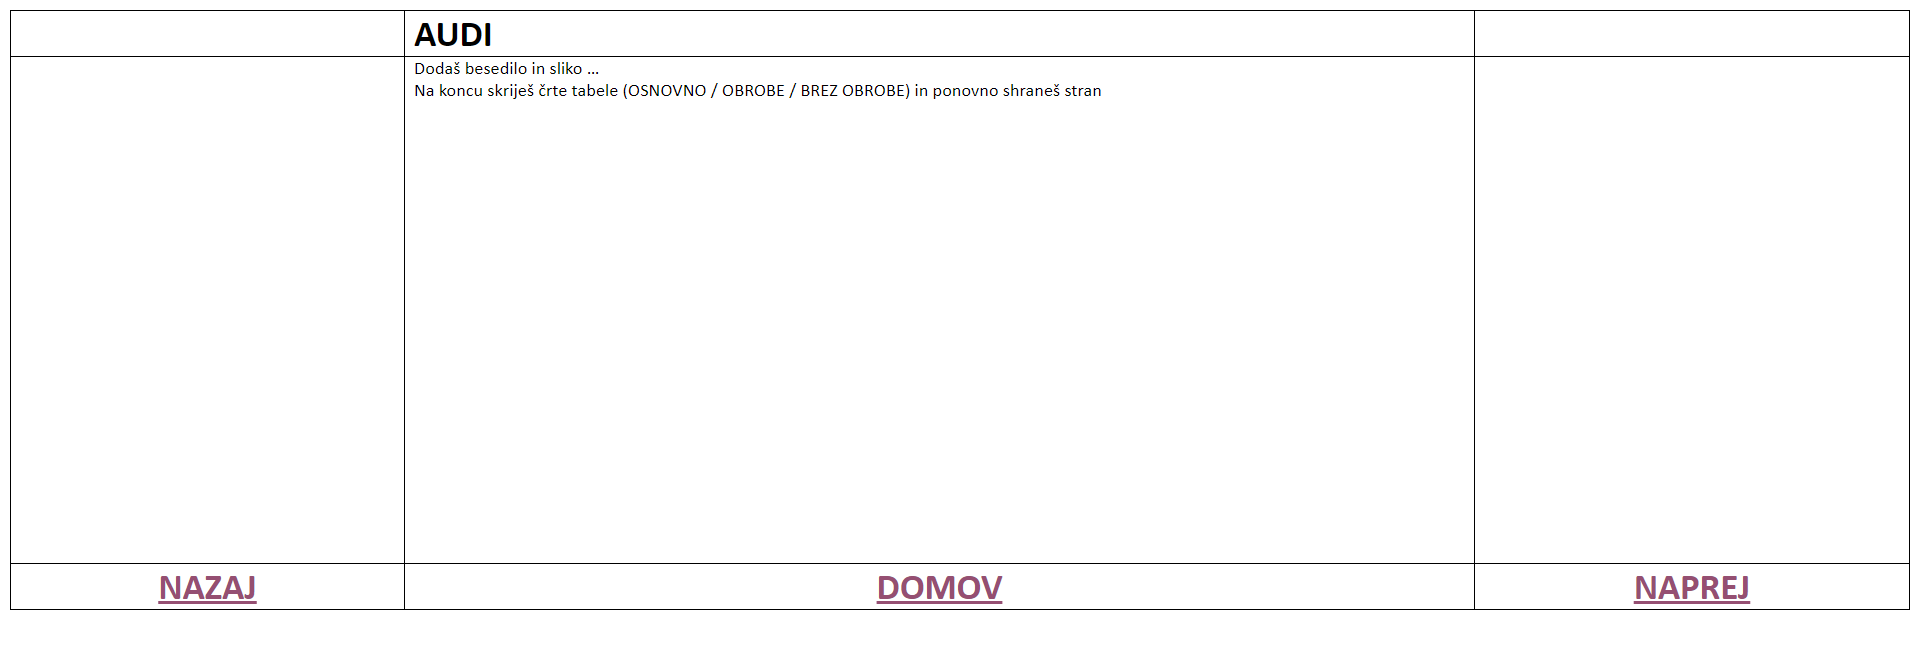 AUDI
Dodaš besedilo in sliko ...
Na koncu skriješ črte tabele (OSNOVNO / OBROBE / BREZ OBROBE) in ponovno shraneš stran
NAZAJ
DOMOV
NAPREJ